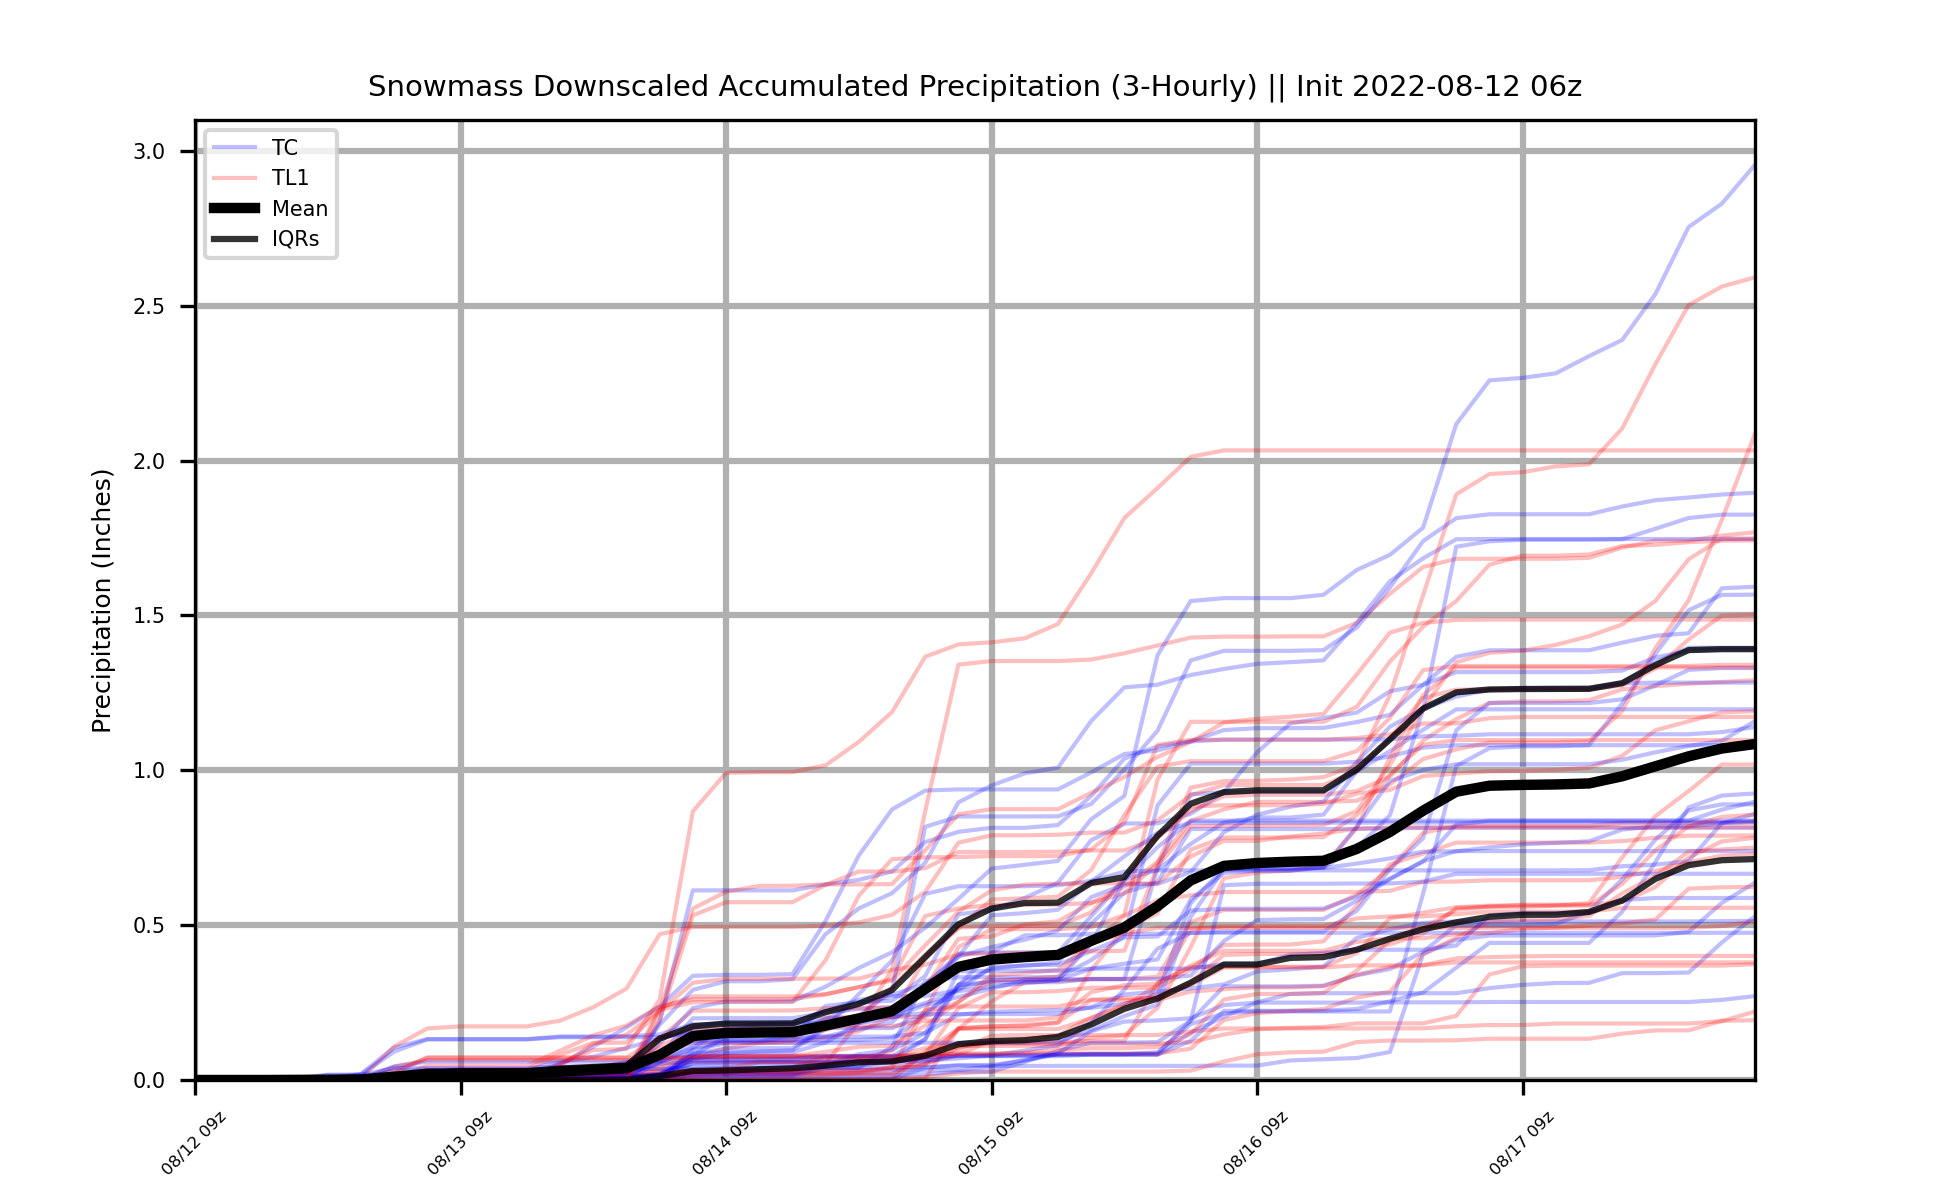 Snowmass Downscaled Accumulated Precipitation (3-Hourly) || Init 2022-08-12 06z
TC
TL1
Mean
IQRs
Precipitation (Inches)
3.0
2.5
2.0
1.5
1.0
0.5
0.0
08/12 09z
08/13 09z
08/14 09z
08/15 09z
08/16 09z
08/17 09z